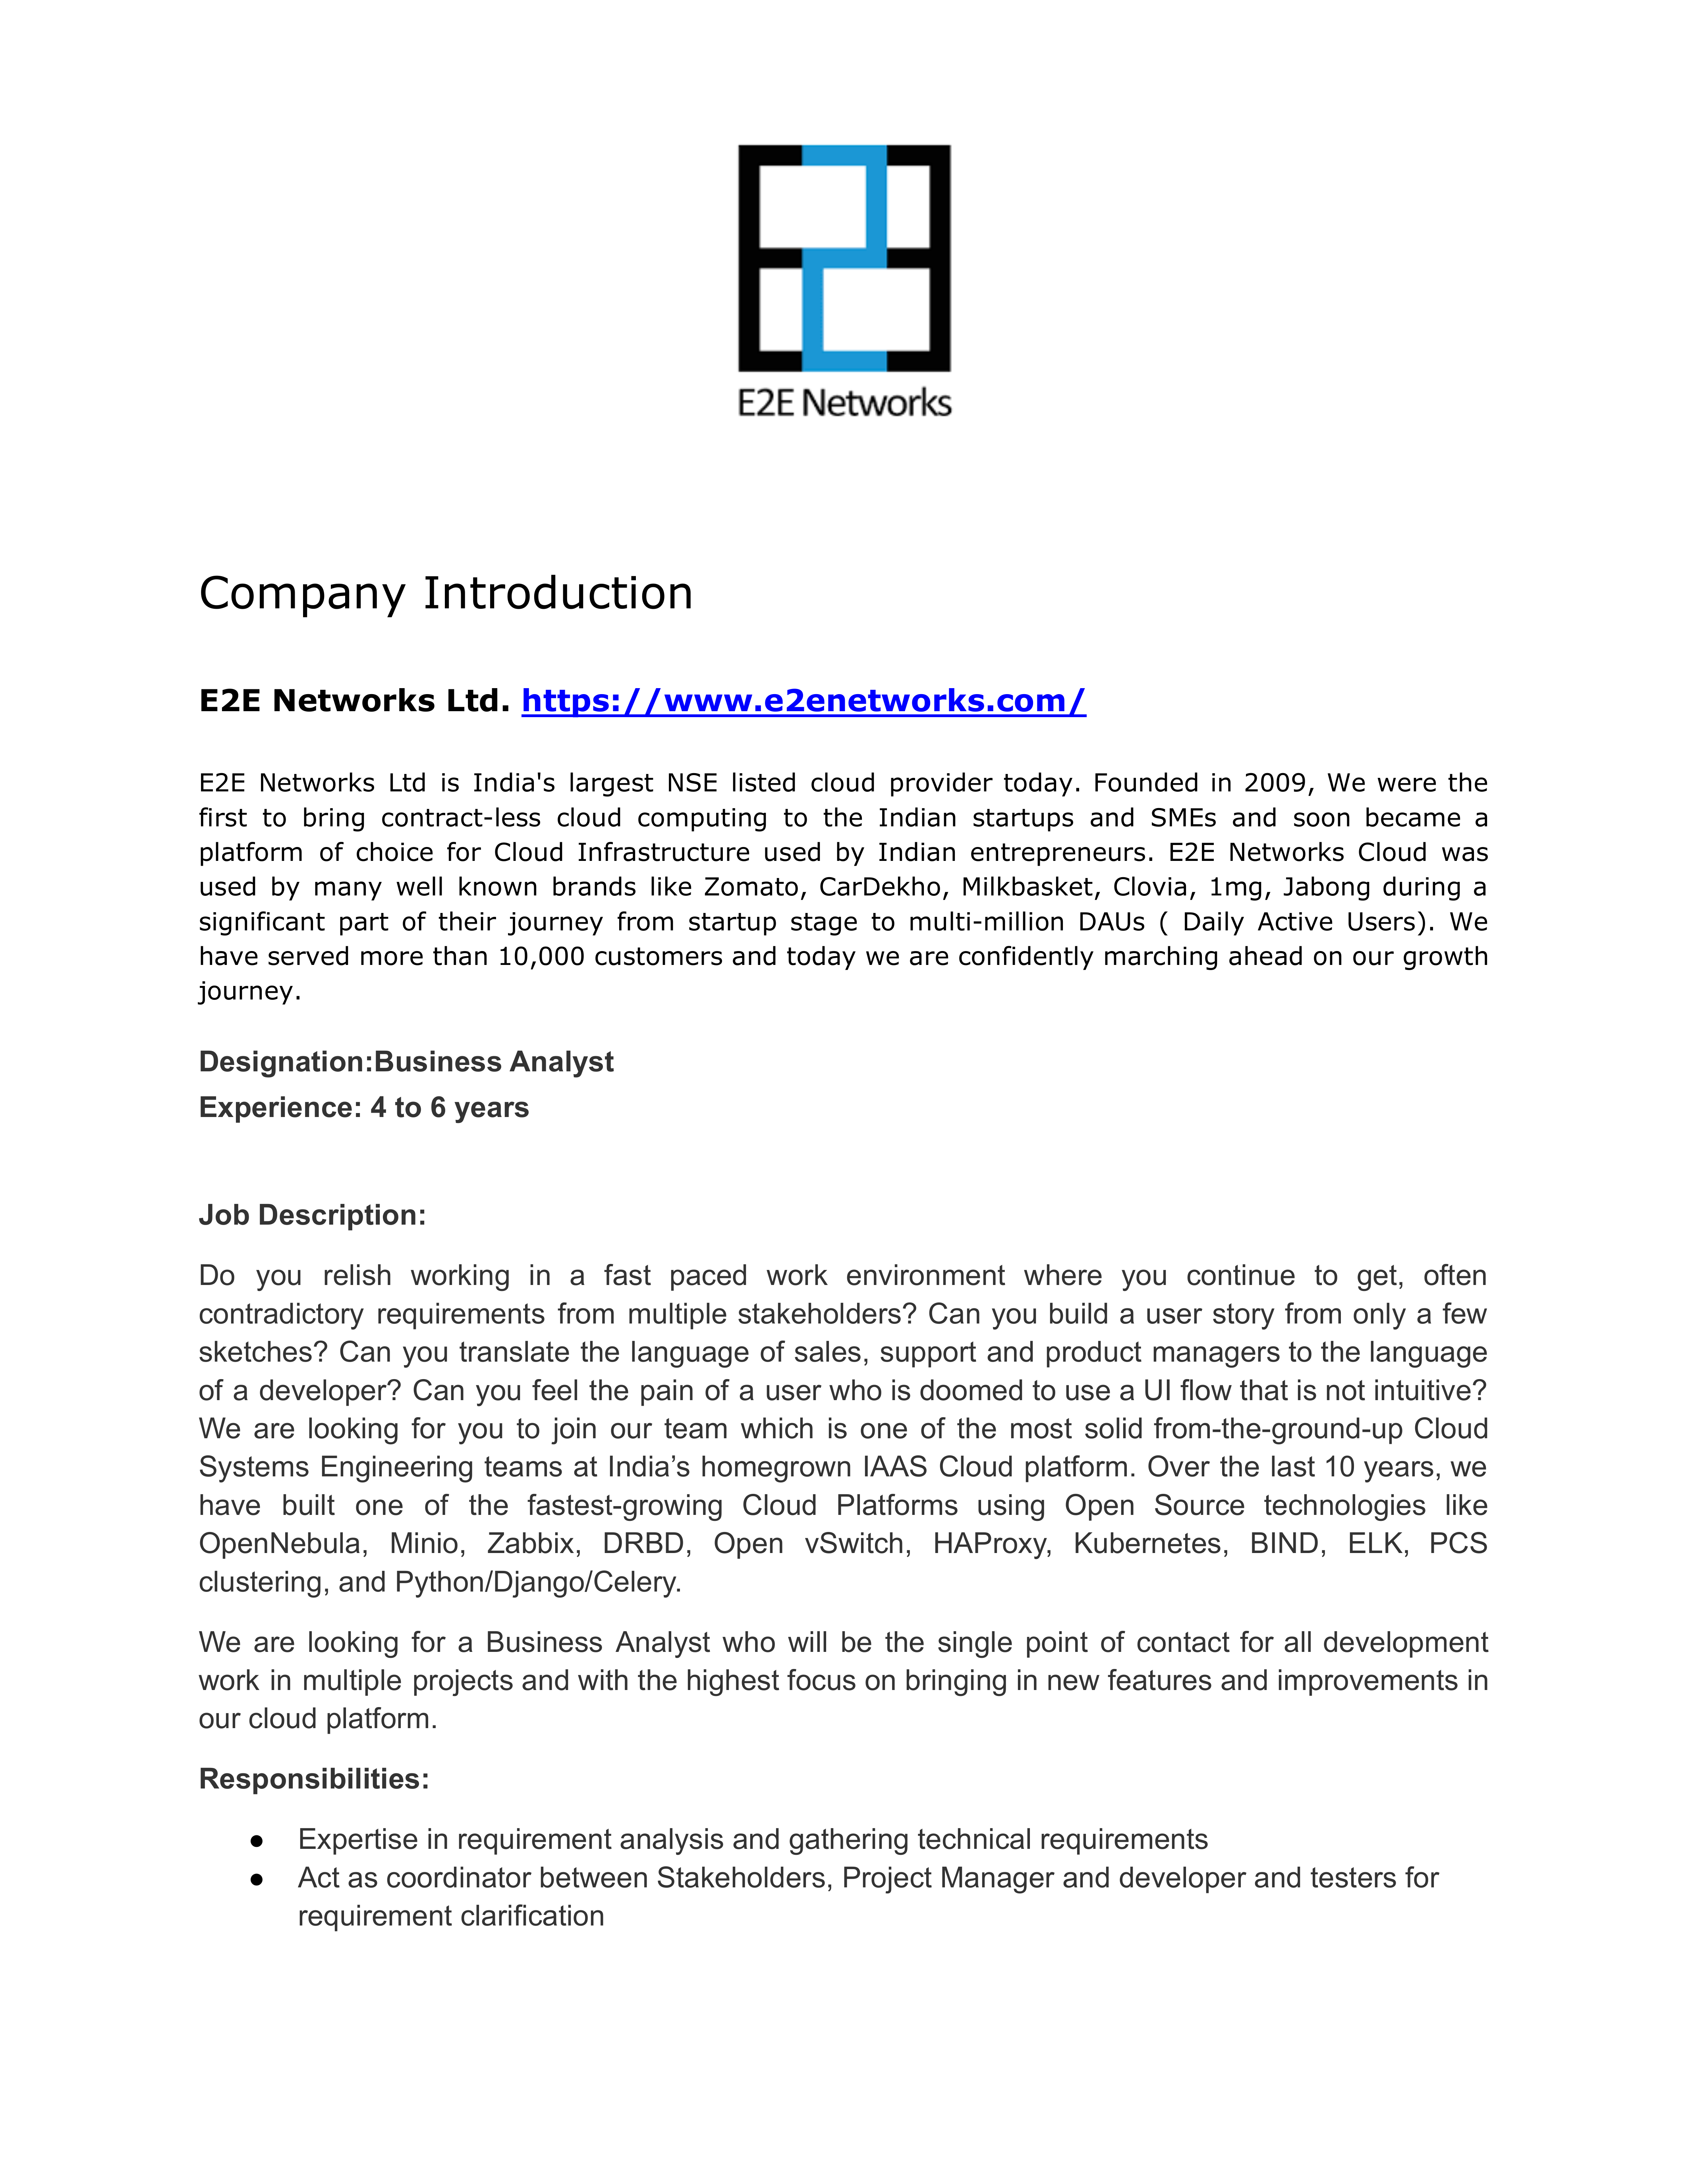 E2E Networks
Company Introduction
E2E Networks Ltd. https://www.e2enetworks.com/
E2E Networks Ltd is India's largest NSE listed cloud provider today. Founded in 2009, We were the
first to bring contract-less cloud computing to the Indian startups and SMEs and soon became a
platform of choice for Cloud Infrastructure used by Indian entrepreneurs. E2E Networks Cloud was
used by many well known brands like Zomato, CarDekho, Milkbasket, Clovia, 1mg, Jabong during a
significant part of their journey from startup stage to multi-million DAUs ( Daily Active Users). We
have served more than 10,000 customers and today we are confidently marching ahead on our growth
journey.
Designation:Business Analyst
Experience: 4 to 6 years
Job Description:
Do you relish working in a fast paced work environment where you continue to get, often
contradictory requirements from multiple stakeholders? Can you build a user story from only a few
sketches? Can you translate the language of sales, support and product managers to the language
of a developer? Can you feel the pain of a user who is doomed to use a UI flow that is not intuitive?
We are looking for you to join our team which is one of the most solid from-the-ground-up Cloud
Systems Engineering teams at India’s homegrown IAAS Cloud platform. Over the last 10 years, we
have built one of the fastest-growing Cloud Platforms using Open Source technologies like
OpenNebula, Minio, Zabbix, DRBD, Open vSwitch, HAProxy, Kubernetes, BIND, ELK, PCS
clustering, and Python/Django/Celery.
We are looking for a Business Analyst who will be the single point of contact for all development
work in multiple projects and with the highest focus on bringing in new features and improvements in
our cloud platform.
Responsibilities:
● Expertise in requirement analysis and gathering technical requirements
● Act as coordinator between Stakeholders, Project Manager and developer and testers for
requirement clarification